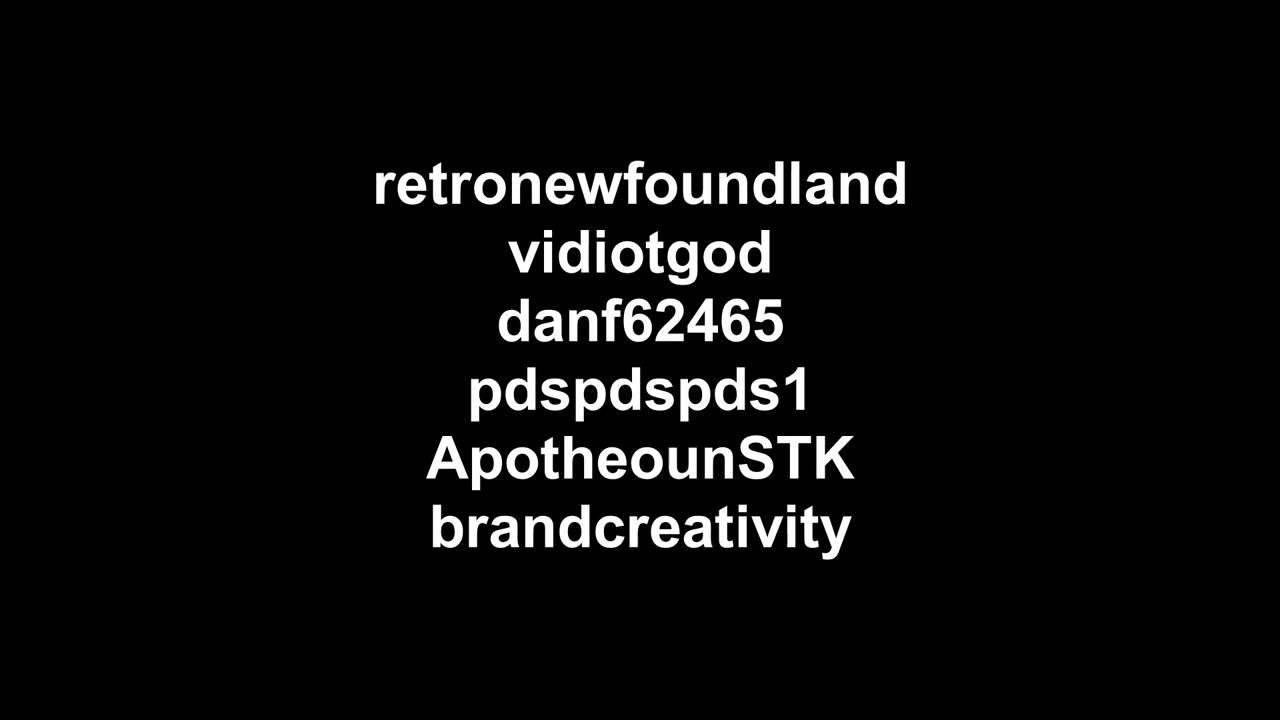 retronewfoundland
vidiotgod
danf62465
pdspdspds1
ApotheounSTK
brandcreativity